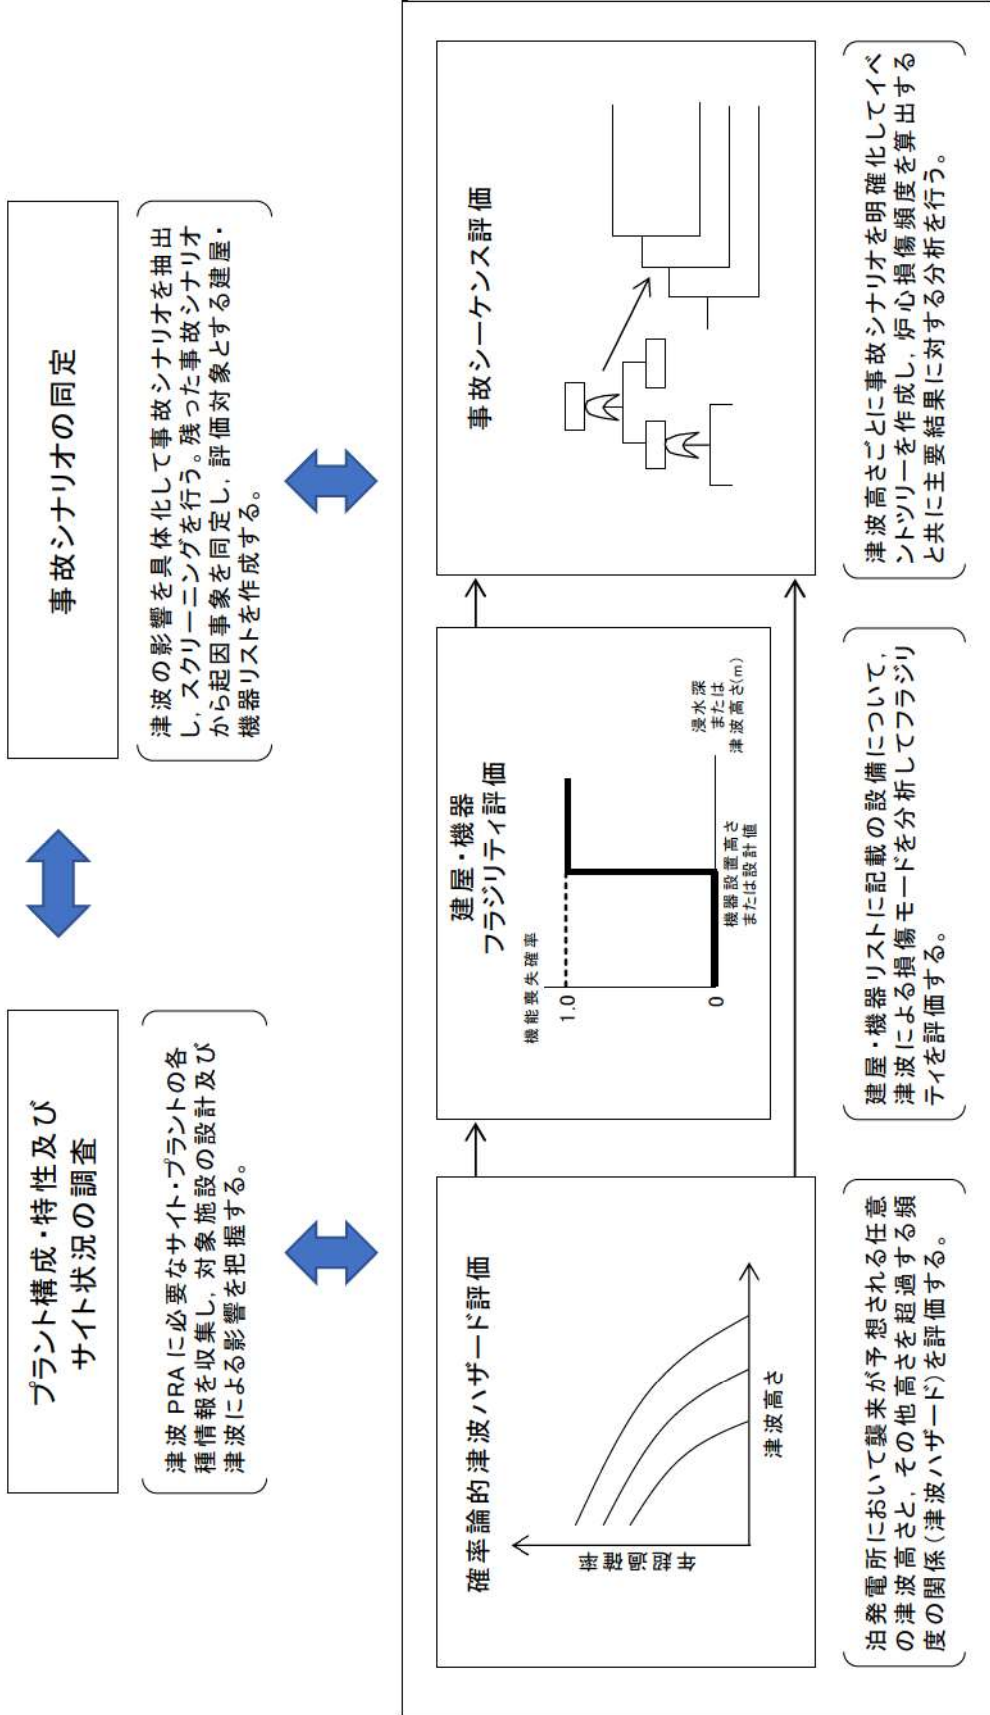 プラント構成・特性及び
サイト状況の調査
津波 PRA に必要なサイト・プラントの各
種情報を収集し,対象施設の設計及び
津波による影響を把握する。
事故シナリオの同定
津波の影響を具体化して事故シナリオを抽出
し,スクリーニングを行う。残った事故シナリオ
から起因事象を同定し,評価対象とする建屋・
機器リストを作成する。
確率論的津波ハザード評価
年超過確率
津波高さ
泊発電所において襲来が予想される任意
の津波高さと,その他高さを超過する頻
度の関係(津波ハザード)を評価する。
建屋・機器
フラジリティ評価
機能喪失確率
1.0
0
機器設置高さ
または設計値
浸水深
または
津波高さ(m)
建屋・機器リストに記載の設備について,
津波による損傷モードを分析してフラジリ
ティを評価する。
事故シーケンス評価
津波高さごとに事故シナリオを明確化してイベ
ントツリーを作成し,炉心損傷頻度を算出する
と共に主要結果に対する分析を行う。